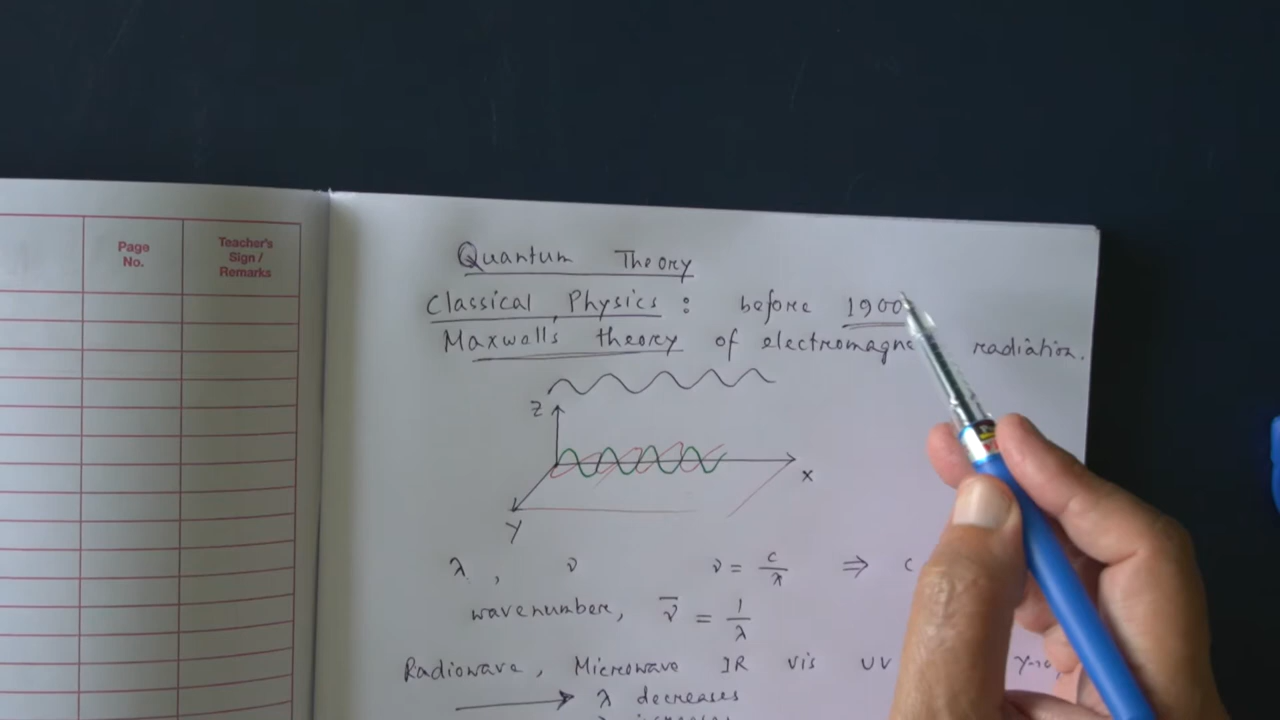 Page
No.
Teacher's
Sign /
Remarks
Quantum Theory
Classical Physics : before 1900
Maxwell's theory of electromagne radiation.
Z
X
Y
λ , ν ν = c/λ ⇒ c
wavenumber, ν̅ = 1/λ
Radiowave, Microwave IR vis UV
→ λ decreases